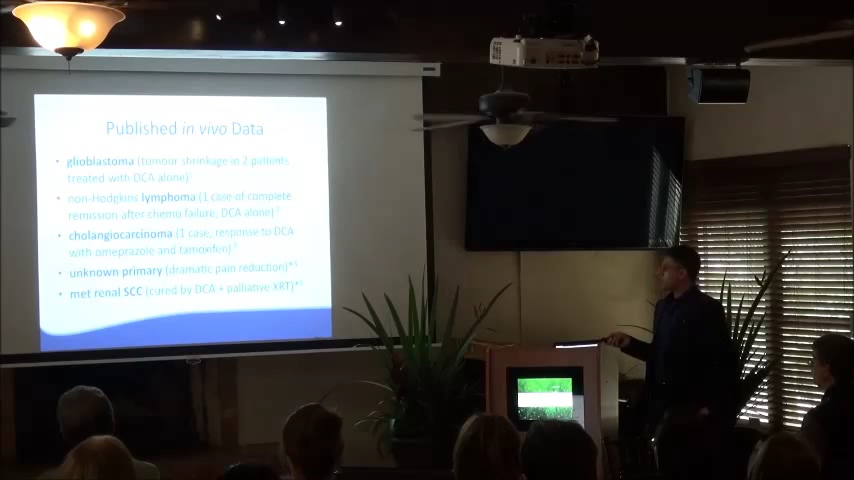 Published in vivo Data
• glioblastoma (tumour shrinkage in 2 patients
treated with DCA alone)
• non-Hodgkins lymphoma (1 case of complete
remission after chemo failure, DCA alone)
• cholangiocarcinoma (1 case, response to DCA
with omeprazole and tamoxifen)
• unknown primary (dramatic pain reduction)*
• met renal SCC (cured by DCA + palliative XRT)*